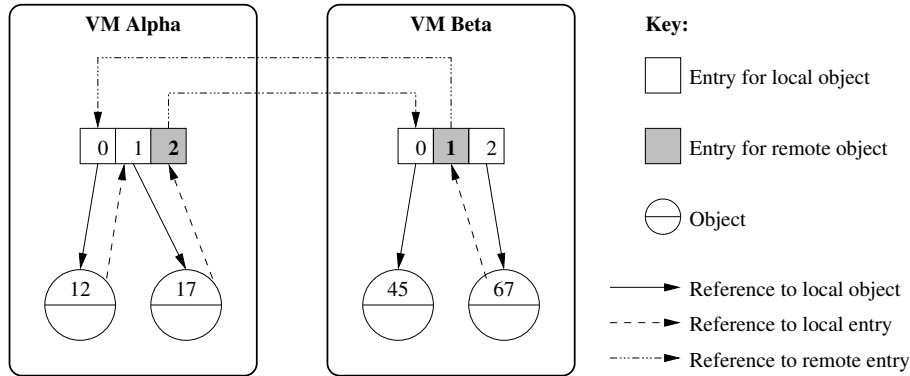 VM Alpha
VM Beta
Key:
Entry for local object
0 1 2
0 1 2
Entry for remote object
Object
12 17
45 67
Reference to local object
Reference to local entry
Reference to remote entry